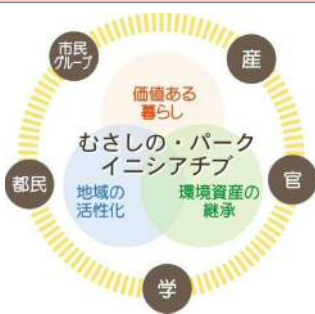 市民
グループ
産
価値ある
暮らし
むさしの・パーク
イニシアチブ
都民
地域の
活性化
環境資産の
継承
官
学